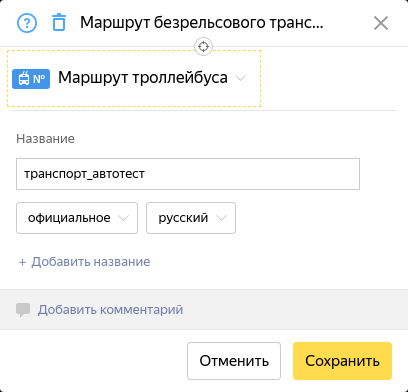 ? Маршрут безрельсового транс...
№ Маршрут троллейбуса
Название
транспорт_автотест
официальное русский
+ Добавить название
Добавить комментарий
Отменить Сохранить